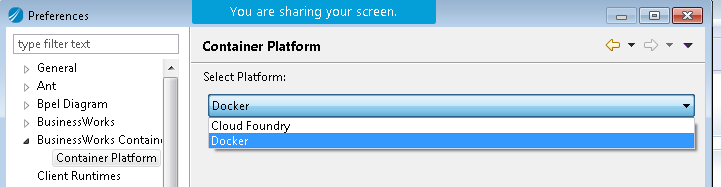 Preferences
You are sharing your screen.
type filter text
General
Ant
Bpel Diagram
BusinessWorks
BusinessWorks Contain
Container Platform
Client Runtimes
Container Platform
Select Platform:
Docker
Cloud Foundry
Docker